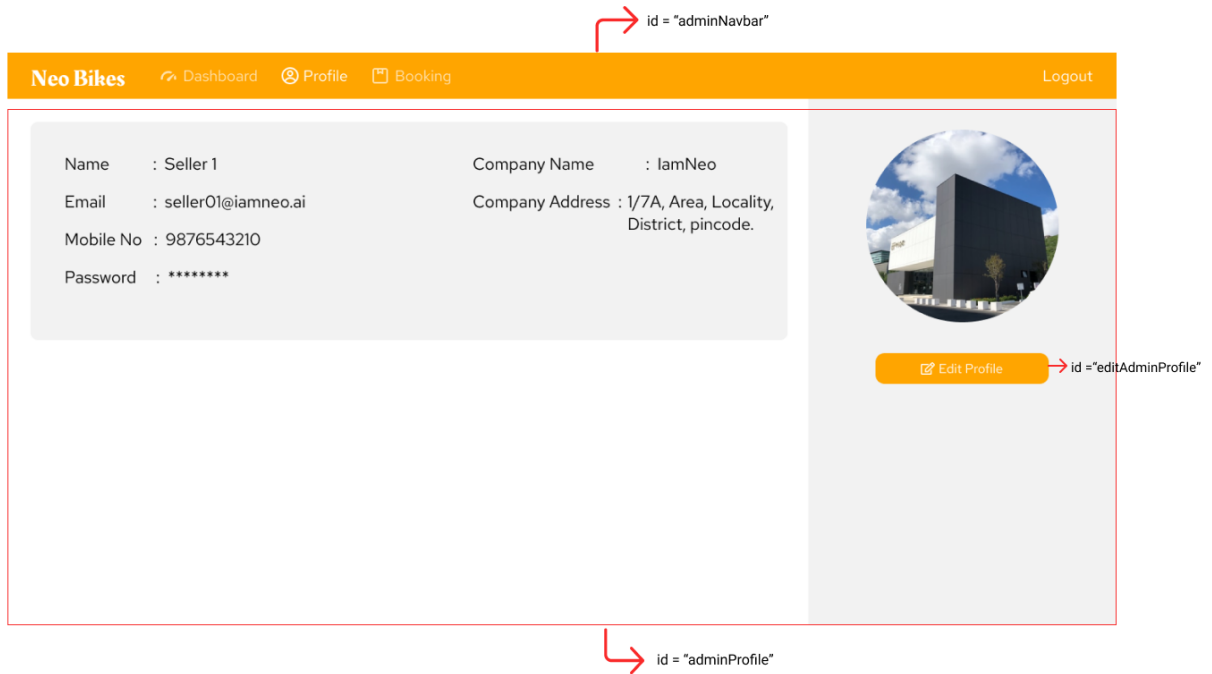 id = “adminNavbar”
Neo Bikes Dashboard Profile Booking Logout
Name : Seller 1 Company Name : IamNeo
Email : seller01@iamneo.ai Company Address : 1/7A, Area, Locality,
District, pincode.
Mobile No : 9876543210
Password : ********
Edit Profile id =“editAdminProfile”
id = “adminProfile”